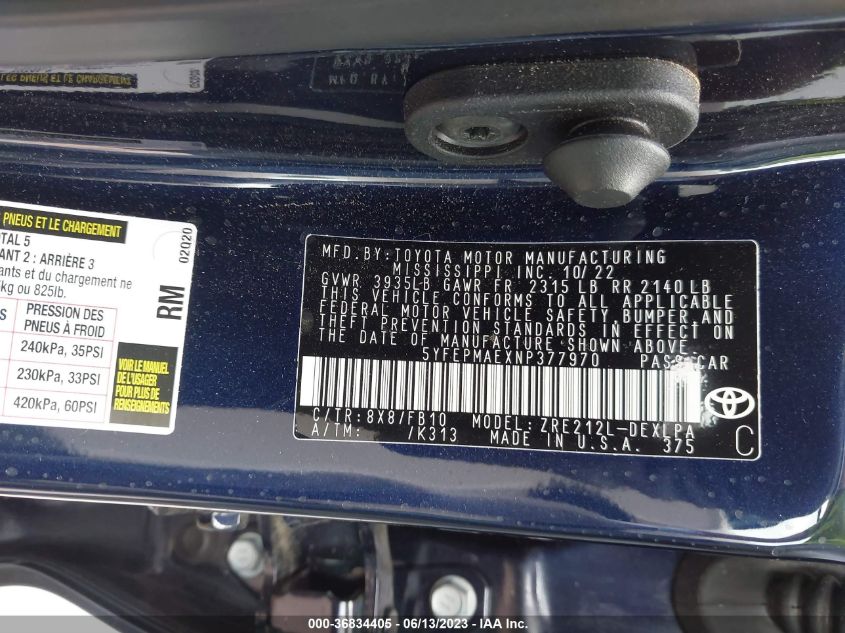 PNEUS ET LE CHARGEMENT
TAL 5
ANT 2 : ARRIÈRE 3
ants et du chargement ne
kg ou 825lb.
PRESSION DES
PNEUS À FROID
240kPa, 35PSI
230kPa, 33PSI
420kPa, 60PSI
VOIR LE MANUEL
DE L'USAGER
POUR PLUS DE
RENSEIGNEMENTS
RM
02020
MFD. BY: TOYOTA MOTOR MANUFACTURING
MISSISSIPPI INC. 10/22
GVWR 3935LB GAWR FR 2315 LB RR 2140 LB
THIS VEHICLE CONFORMS TO ALL APPLICABLE
FEDERAL MOTOR VEHICLE SAFETY, BUMPER AND
THEFT PREVENTION STANDARDS IN EFFECT ON
THE DATE OF MANUFACTURE SHOWN ABOVE
5YFEPMAEXNP377970 PASS CAR
C/TR: 8X8/FB10 MODEL: ZRE212L-DEXLPA
A/TM: /K313 MADE IN U.S.A. 375
C
000-36834405 - 06/13/2023 - IAA Inc.